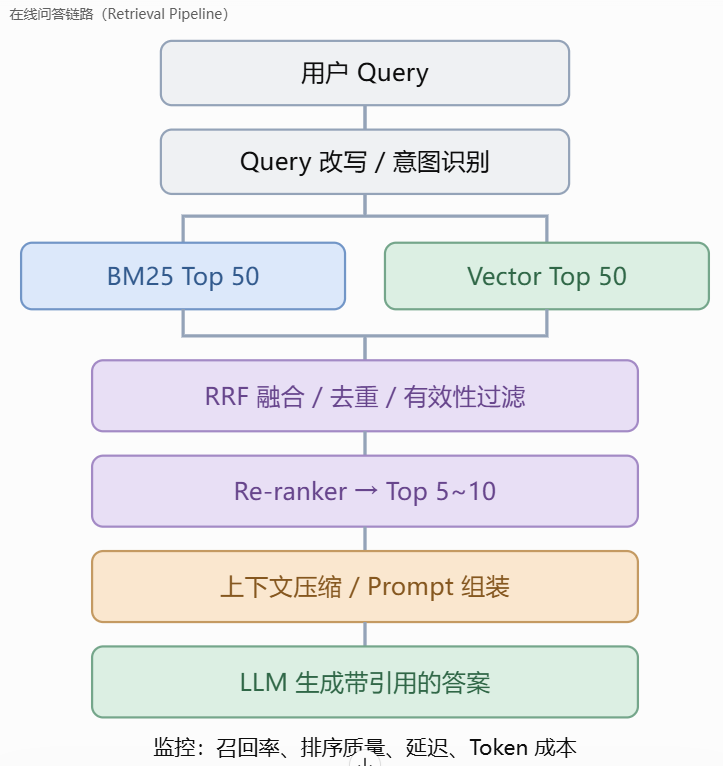 在线问答链路（Retrieval Pipeline）
用户 Query
Query 改写 / 意图识别
BM25 Top 50
Vector Top 50
RRF 融合 / 去重 / 有效性过滤
Re-ranker → Top 5~10
上下文压缩 / Prompt 组装
LLM 生成带引用的答案
监控：召回率、排序质量、延迟、Token 成本